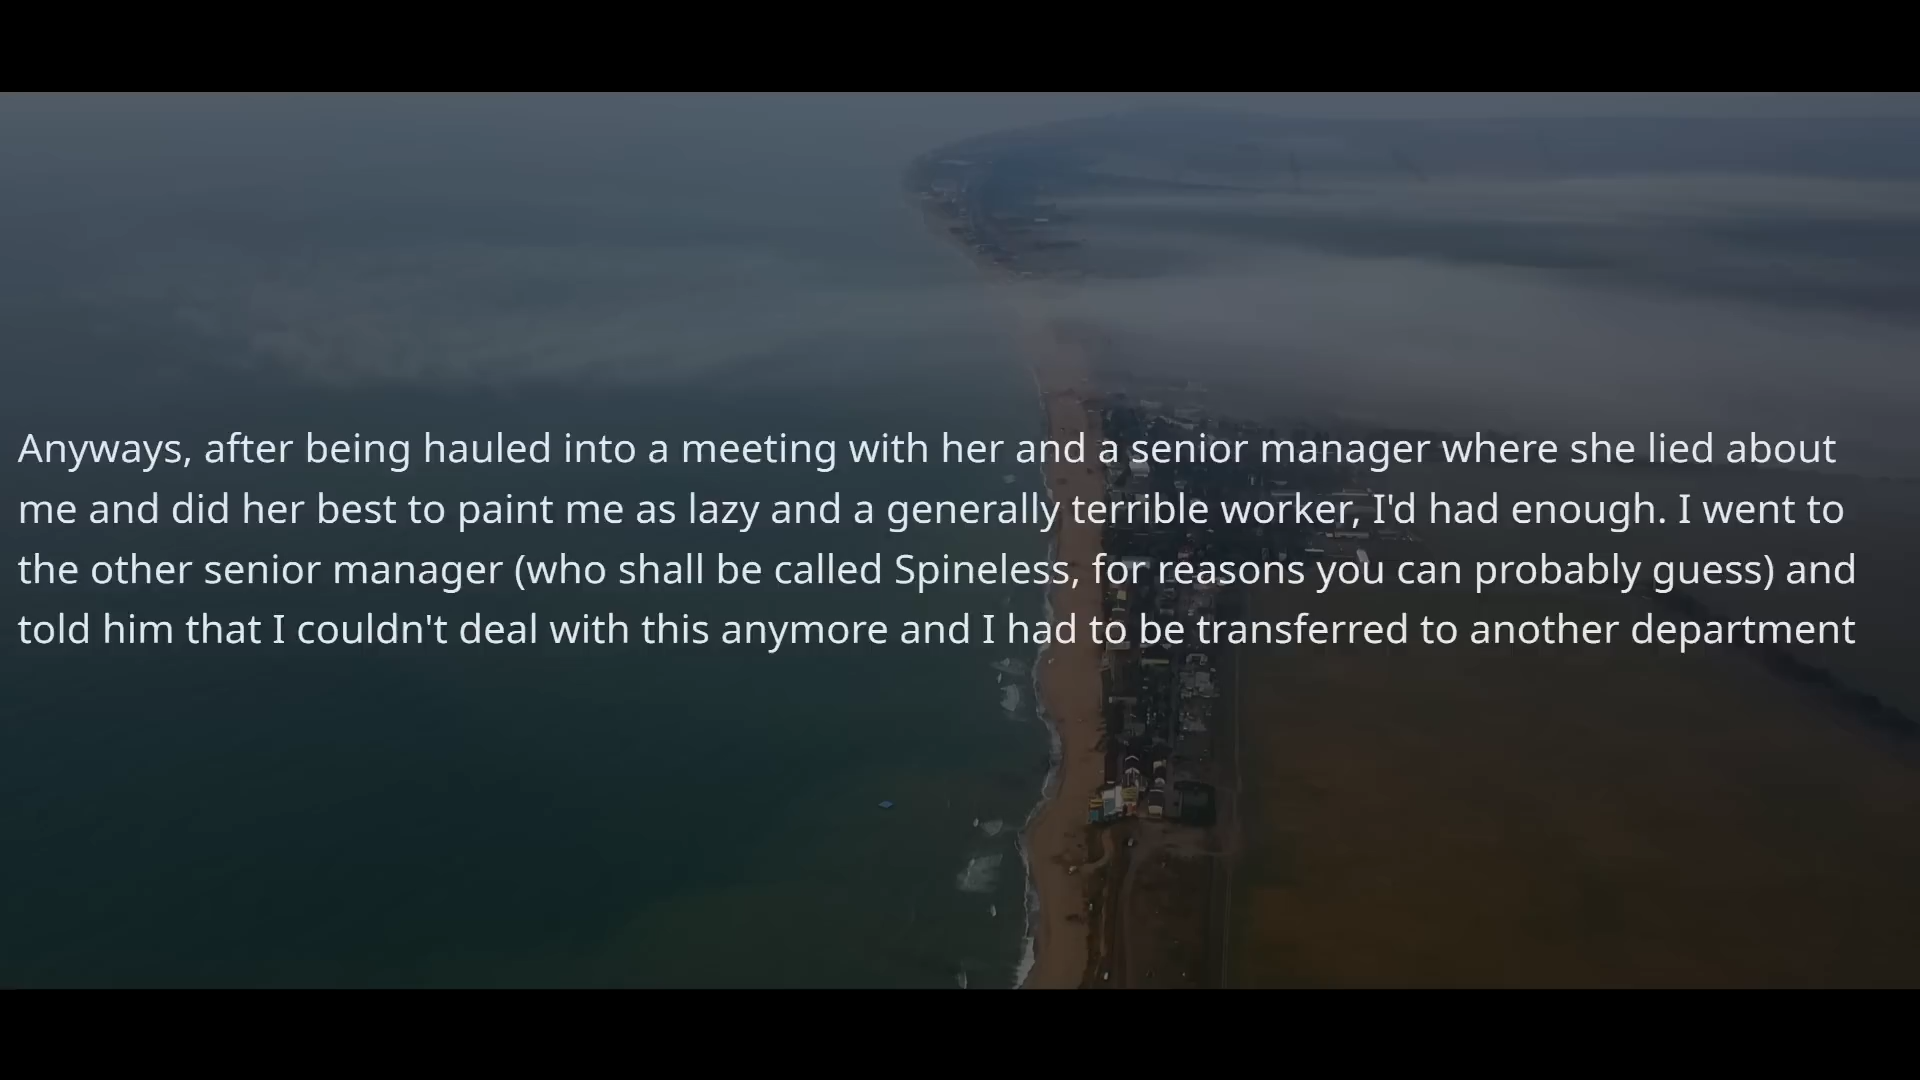 Anyways, after being hauled into a meeting with her and a senior manager where she lied about
me and did her best to paint me as lazy and a generally terrible worker, I'd had enough. I went to
the other senior manager (who shall be called Spineless, for reasons you can probably guess) and
told him that I couldn't deal with this anymore and I had to be transferred to another department